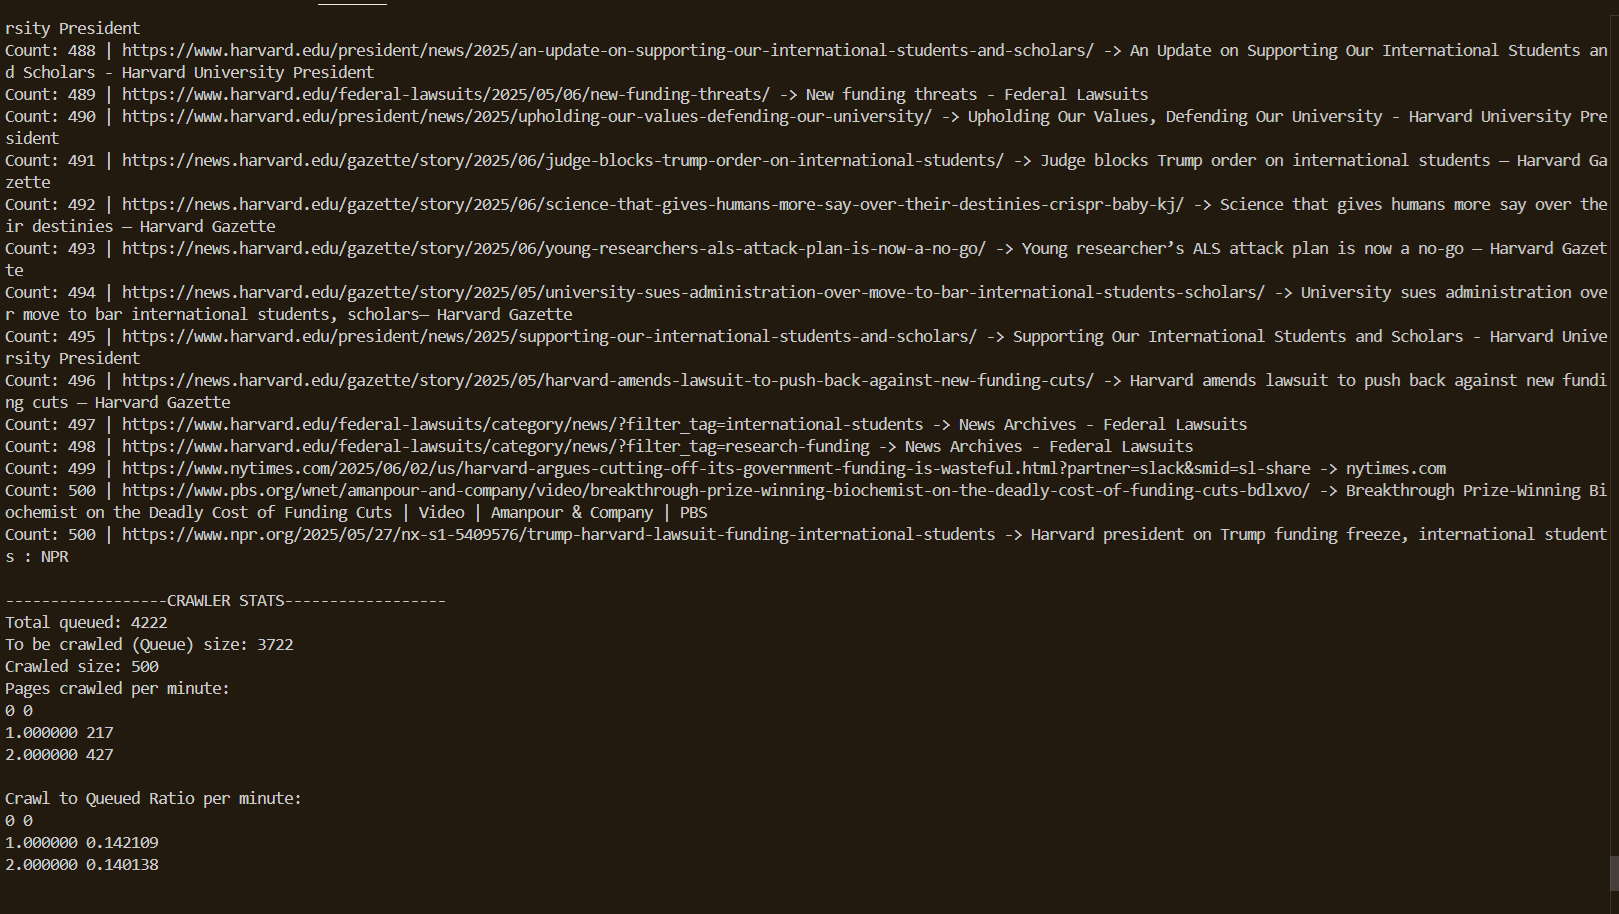 rsity President
Count: 488 | https://www.harvard.edu/president/news/2025/an-update-on-supporting-our-international-students-and-scholars/ -> An Update on Supporting Our International Students an
d Scholars - Harvard University President
Count: 489 | https://www.harvard.edu/federal-lawsuits/2025/05/06/new-funding-threats/ -> New funding threats - Federal Lawsuits
Count: 490 | https://www.harvard.edu/president/news/2025/upholding-our-values-defending-our-university/ -> Upholding Our Values, Defending Our University - Harvard University Pre
sident
Count: 491 | https://news.harvard.edu/gazette/story/2025/06/judge-blocks-trump-order-on-international-students/ -> Judge blocks Trump order on international students — Harvard Ga
zette
Count: 492 | https://news.harvard.edu/gazette/story/2025/06/science-that-gives-humans-more-say-over-their-destinies-crispr-baby-kj/ -> Science that gives humans more say over the
ir destinies — Harvard Gazette
Count: 493 | https://news.harvard.edu/gazette/story/2025/06/young-researchers-als-attack-plan-is-now-a-no-go/ -> Young researcher’s ALS attack plan is now a no-go — Harvard Gazet
te
Count: 494 | https://news.harvard.edu/gazette/story/2025/05/university-sues-administration-over-move-to-bar-international-students-scholars/ -> University sues administration ove
r move to bar international students, scholars— Harvard Gazette
Count: 495 | https://www.harvard.edu/president/news/2025/supporting-our-international-students-and-scholars/ -> Supporting Our International Students and Scholars - Harvard Unive
rsity President
Count: 496 | https://news.harvard.edu/gazette/story/2025/05/harvard-amends-lawsuit-to-push-back-against-new-funding-cuts/ -> Harvard amends lawsuit to push back against new fundi
ng cuts — Harvard Gazette
Count: 497 | https://www.harvard.edu/federal-lawsuits/category/news/?filter_tag=international-students -> News Archives - Federal Lawsuits
Count: 498 | https://www.harvard.edu/federal-lawsuits/category/news/?filter_tag=research-funding -> News Archives - Federal Lawsuits
Count: 499 | https://www.nytimes.com/2025/06/02/us/harvard-argues-cutting-off-its-government-funding-is-wasteful.html?partner=slack&smid=sl-share -> nytimes.com
Count: 500 | https://www.pbs.org/wnet/amanpour-and-company/video/breakthrough-prize-winning-biochemist-on-the-deadly-cost-of-funding-cuts-bdlxvo/ -> Breakthrough Prize-Winning Bi
ochemist on the Deadly Cost of Funding Cuts | Video | Amanpour & Company | PBS
Count: 500 | https://www.npr.org/2025/05/27/nx-s1-5409576/trump-harvard-lawsuit-funding-international-students -> Harvard president on Trump funding freeze, international student
s : NPR

------------------CRAWLER STATS------------------
Total queued: 4222
To be crawled (Queue) size: 3722
Crawled size: 500
Pages crawled per minute:
0 0
1.000000 217
2.000000 427

Crawl to Queued Ratio per minute:
0 0
1.000000 0.142109
2.000000 0.140138